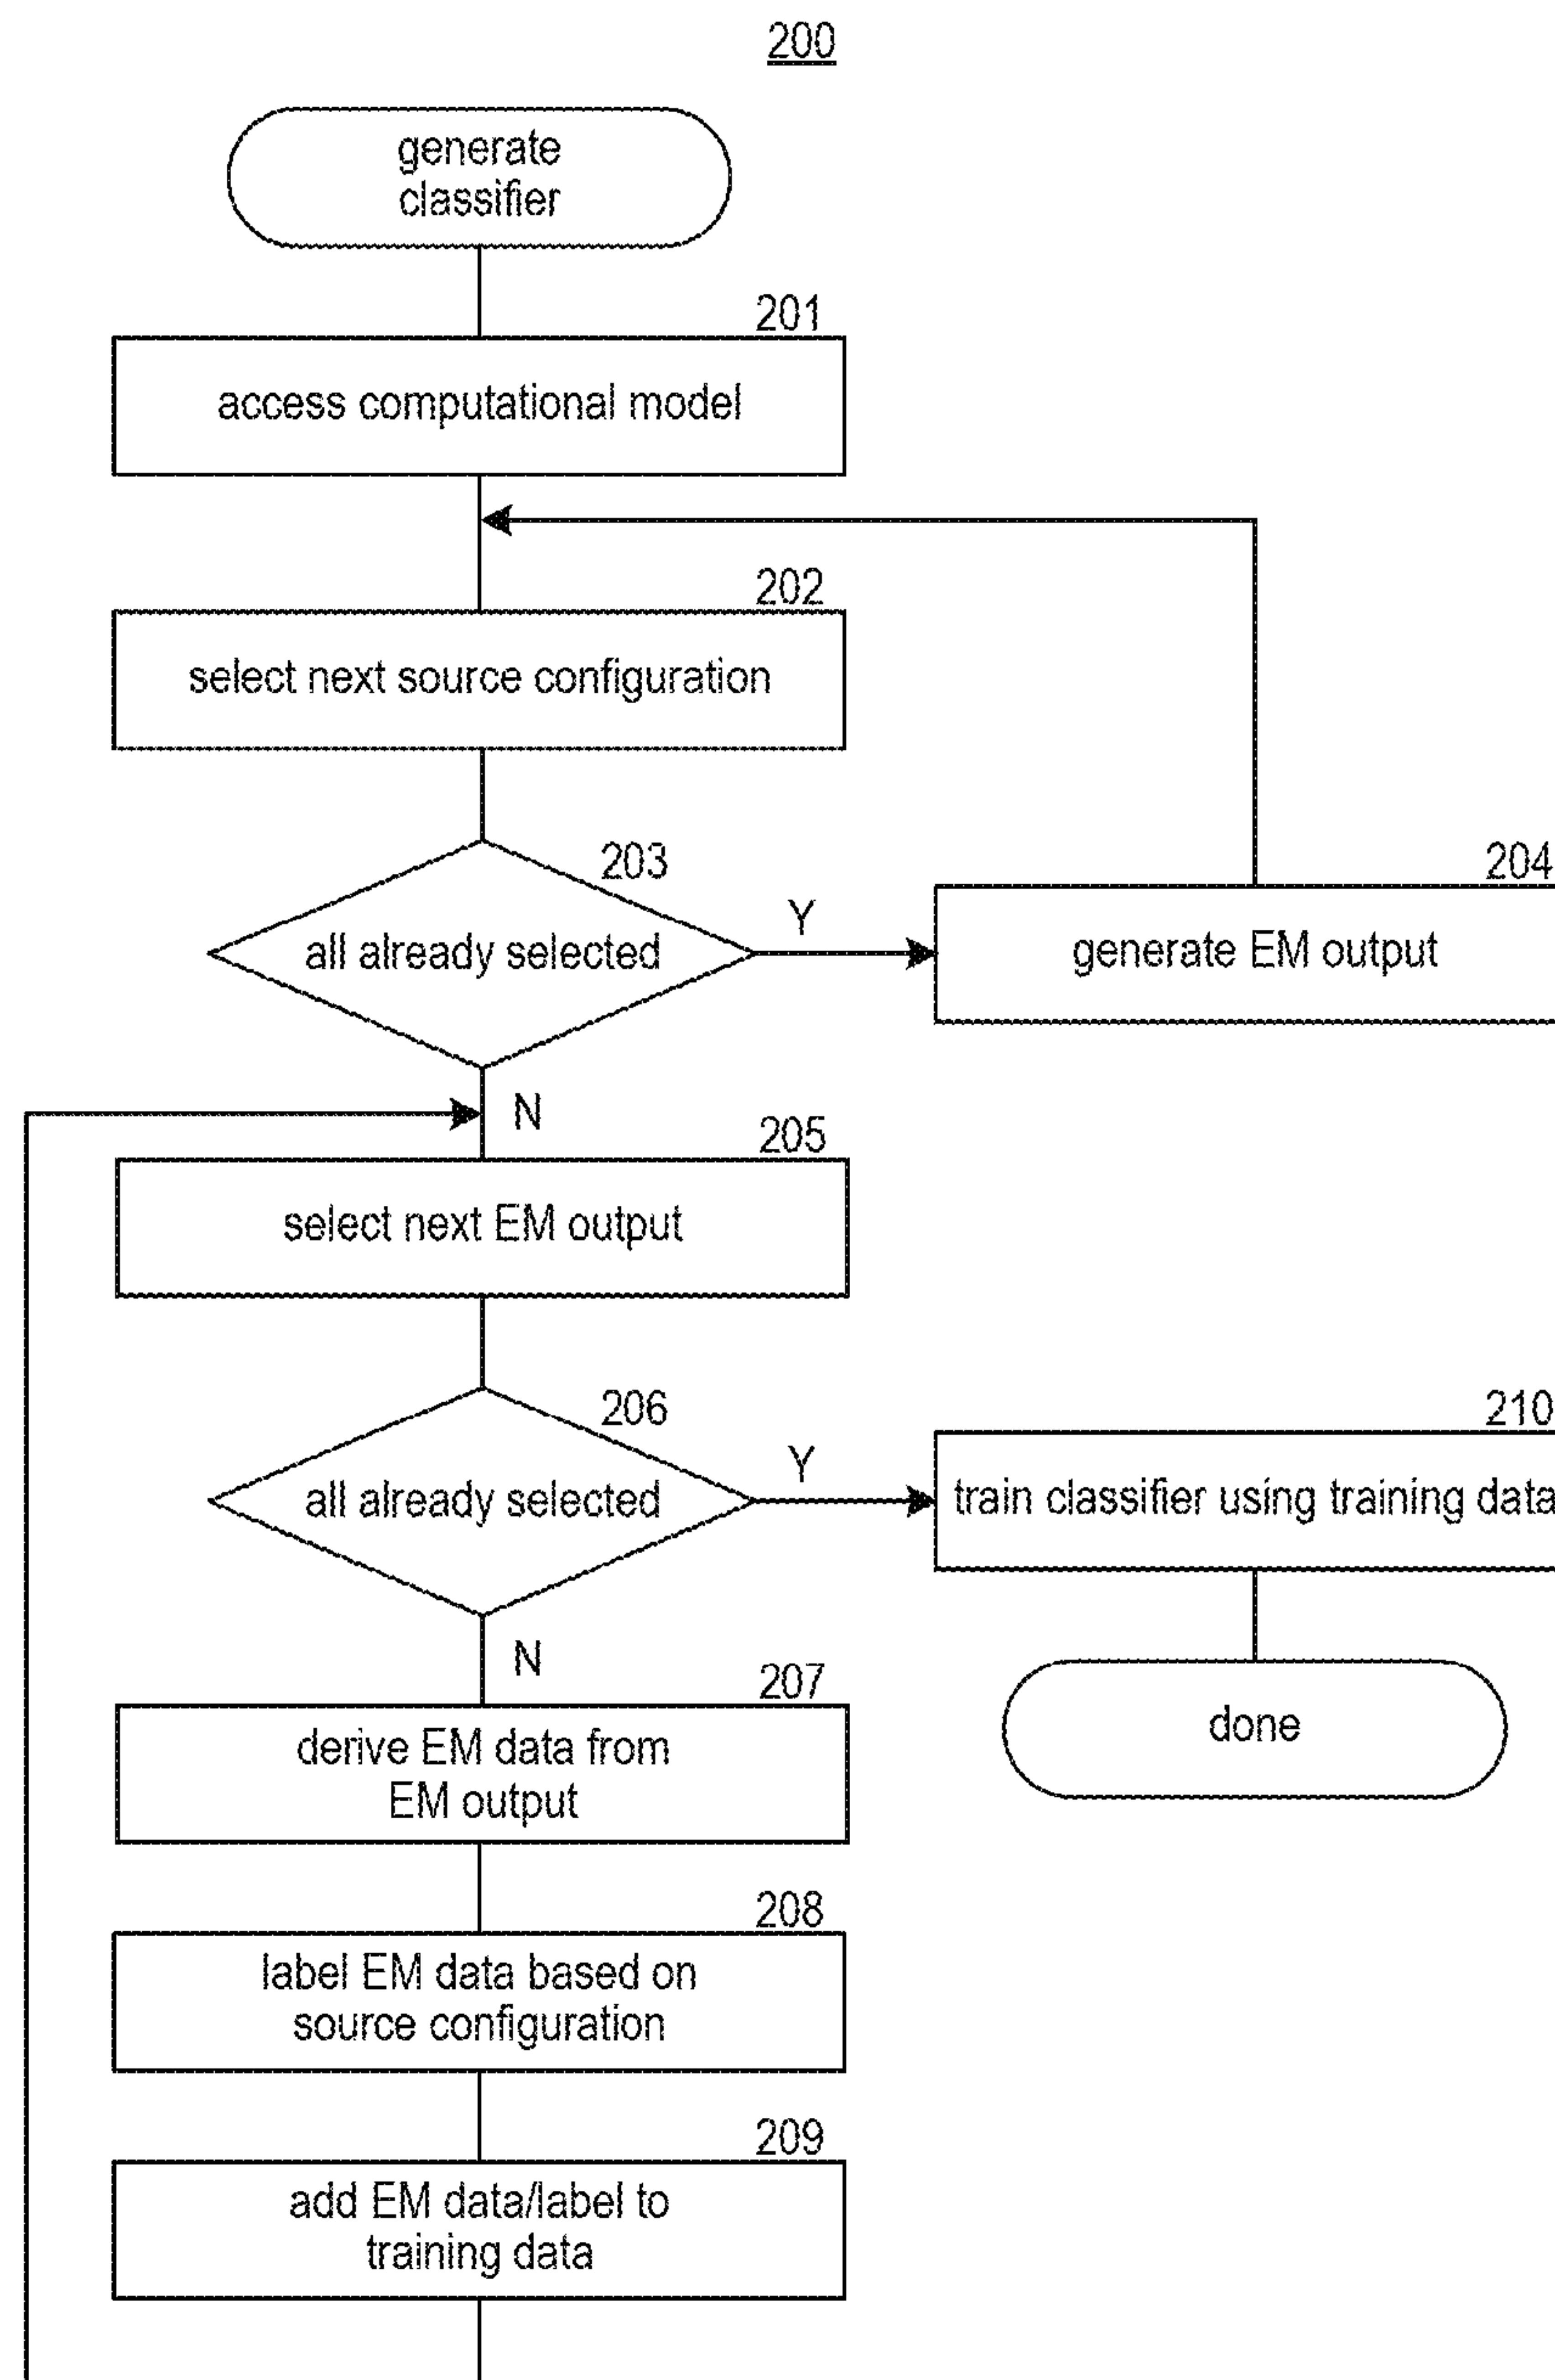 200
generate
classifier
201
access computational model
202
select next source configuration
203
all already selected
Y
204
generate EM output
N
205
select next EM output
206
all already selected
Y
210
train classifier using training data
N
207
derive EM data from
EM output
done
208
label EM data based on
source configuration
209
add EM data/label to
training data